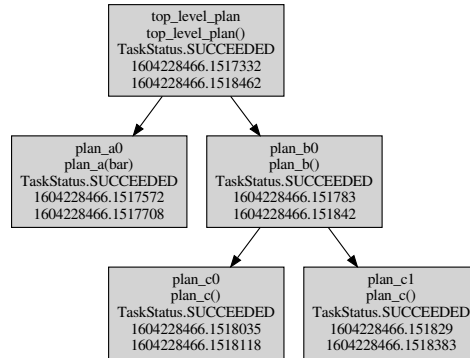 top_level_plan
top_level_plan()
TaskStatus.SUCCEEDED
1604228466.1517332
1604228466.1518462
plan_a0
plan_a(bar)
TaskStatus.SUCCEEDED
1604228466.1517572
1604228466.1517708
plan_b0
plan_b()
TaskStatus.SUCCEEDED
1604228466.151783
1604228466.151842
plan_c0
plan_c()
TaskStatus.SUCCEEDED
1604228466.1518035
1604228466.1518118
plan_c1
plan_c()
TaskStatus.SUCCEEDED
1604228466.151829
1604228466.1518383